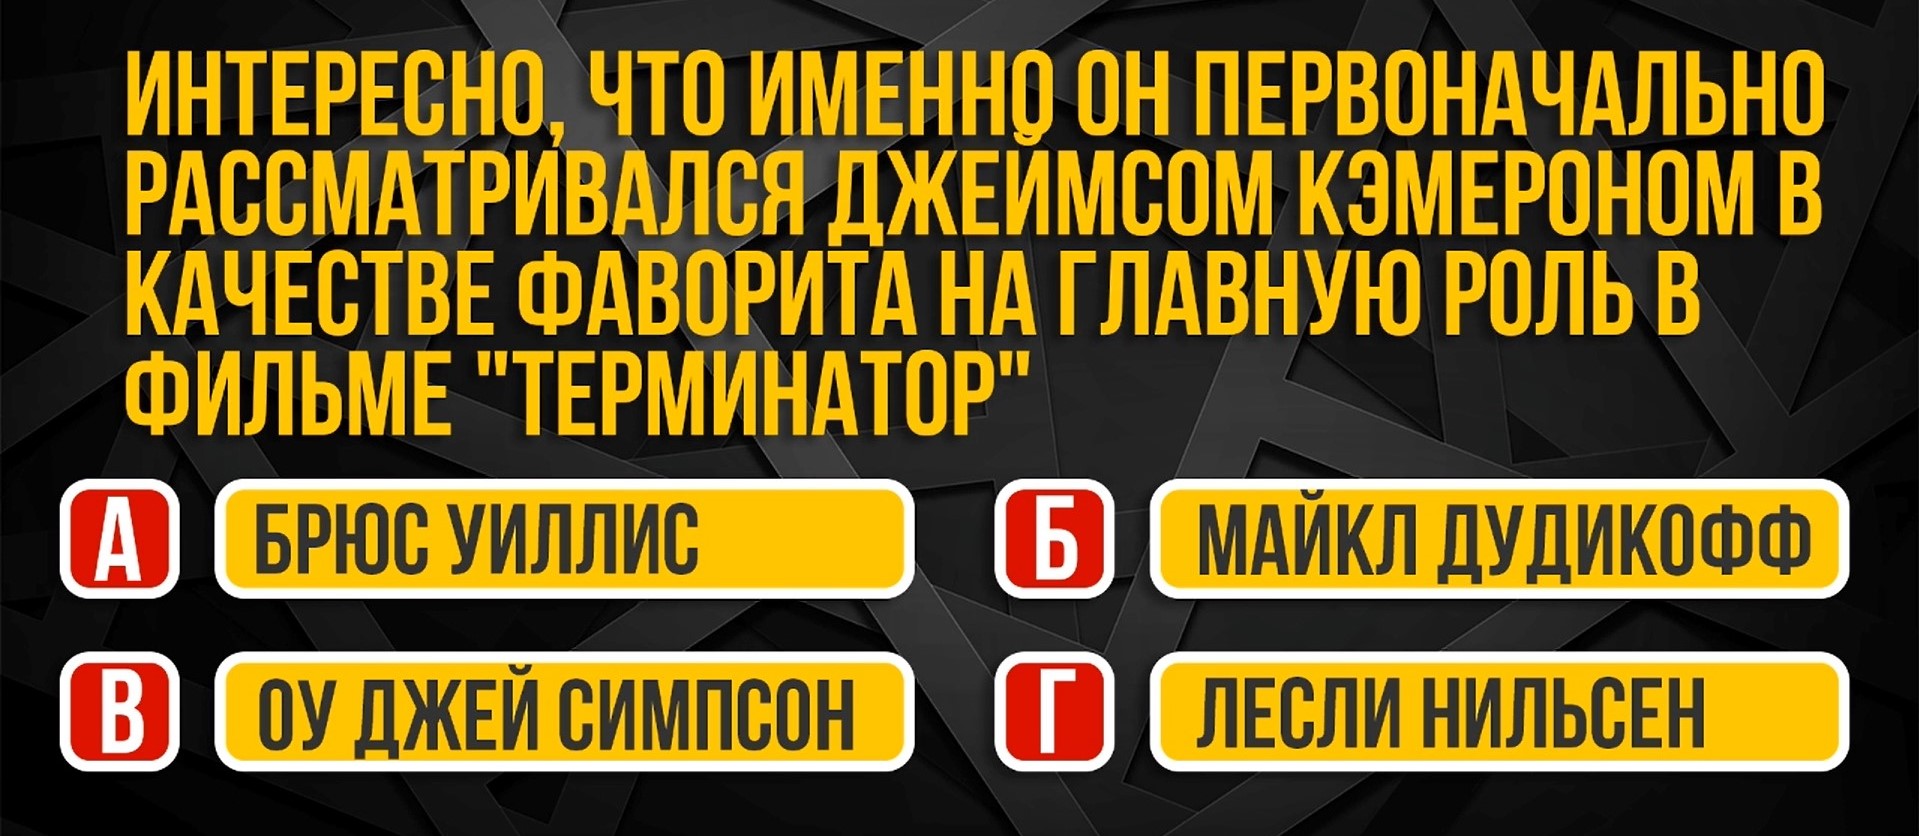 ИНТЕРЕСНО, ЧТО ИМЕННО ОН ПЕРВОНАЧАЛЬНО
РАССМАТРИВАЛСЯ ДЖЕЙМСОМ КЭМЕРОНОМ В
КАЧЕСТВЕ ФАВОРИТА НА ГЛАВНУЮ РОЛЬ В
ФИЛЬМЕ "ТЕРМИНАТОР"
А БРЮС УИЛЛИС
Б МАЙКЛ ДУДИКОФФ
В ОУ ДЖЕЙ СИМПСОН
Г ЛЕСЛИ НИЛЬСЕН